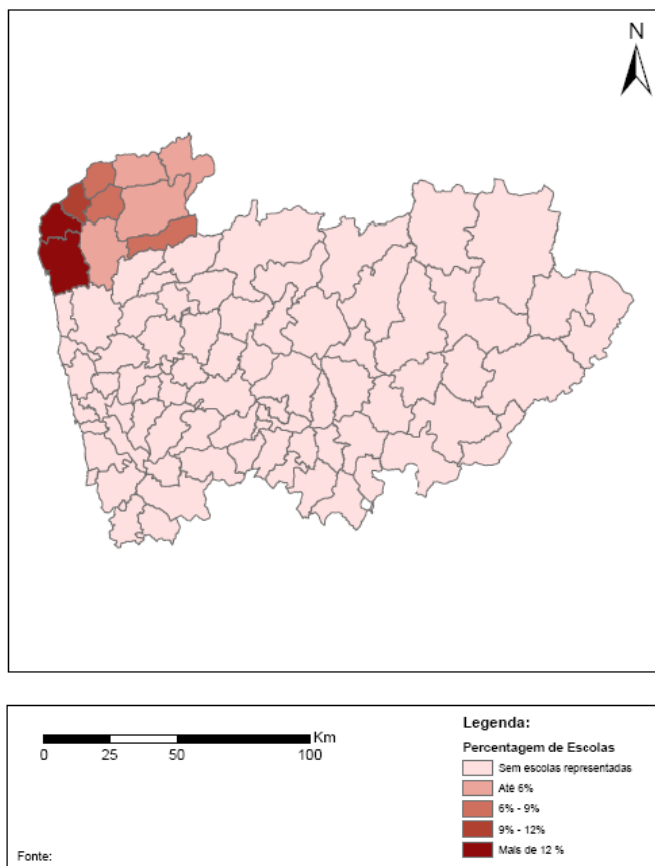 N
Km
0 25 50 100
Legenda:
Percentagem de Escolas
Sem escolas representadas
Até 6%
6% - 9%
9% - 12%
Mais de 12 %
Fonte: